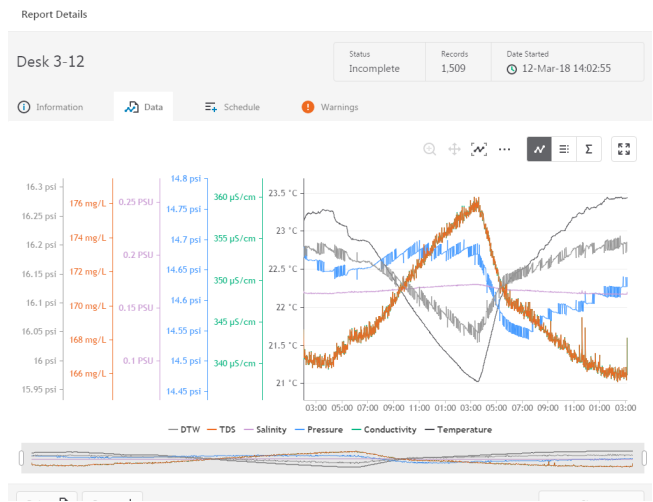 Report Details
Desk 3-12
Status
Incomplete
Records
1,509
Date Started
12-Mar-18 14:02:55
Information
Data
Schedule
Warnings
16.3 psi
16.25 psi
16.2 psi
16.15 psi
16.1 psi
16.05 psi
16 psi
15.95 psi
176 mg/L
174 mg/L
172 mg/L
170 mg/L
168 mg/L
166 mg/L
0.25 PSU
0.2 PSU
0.15 PSU
0.1 PSU
14.8 psi
14.75 psi
14.7 psi
14.65 psi
14.6 psi
14.55 psi
14.5 psi
14.45 psi
360 µS/cm
355 µS/cm
350 µS/cm
345 µS/cm
340 µS/cm
23.5 °C
23 °C
22.5 °C
22 °C
21.5 °C
21 °C
03:00 05:00 07:00 09:00 11:00 01:00 03:00 05:00 07:00 09:00 11:00 01:00 03:00
DTW TDS Salinity Pressure Conductivity Temperature